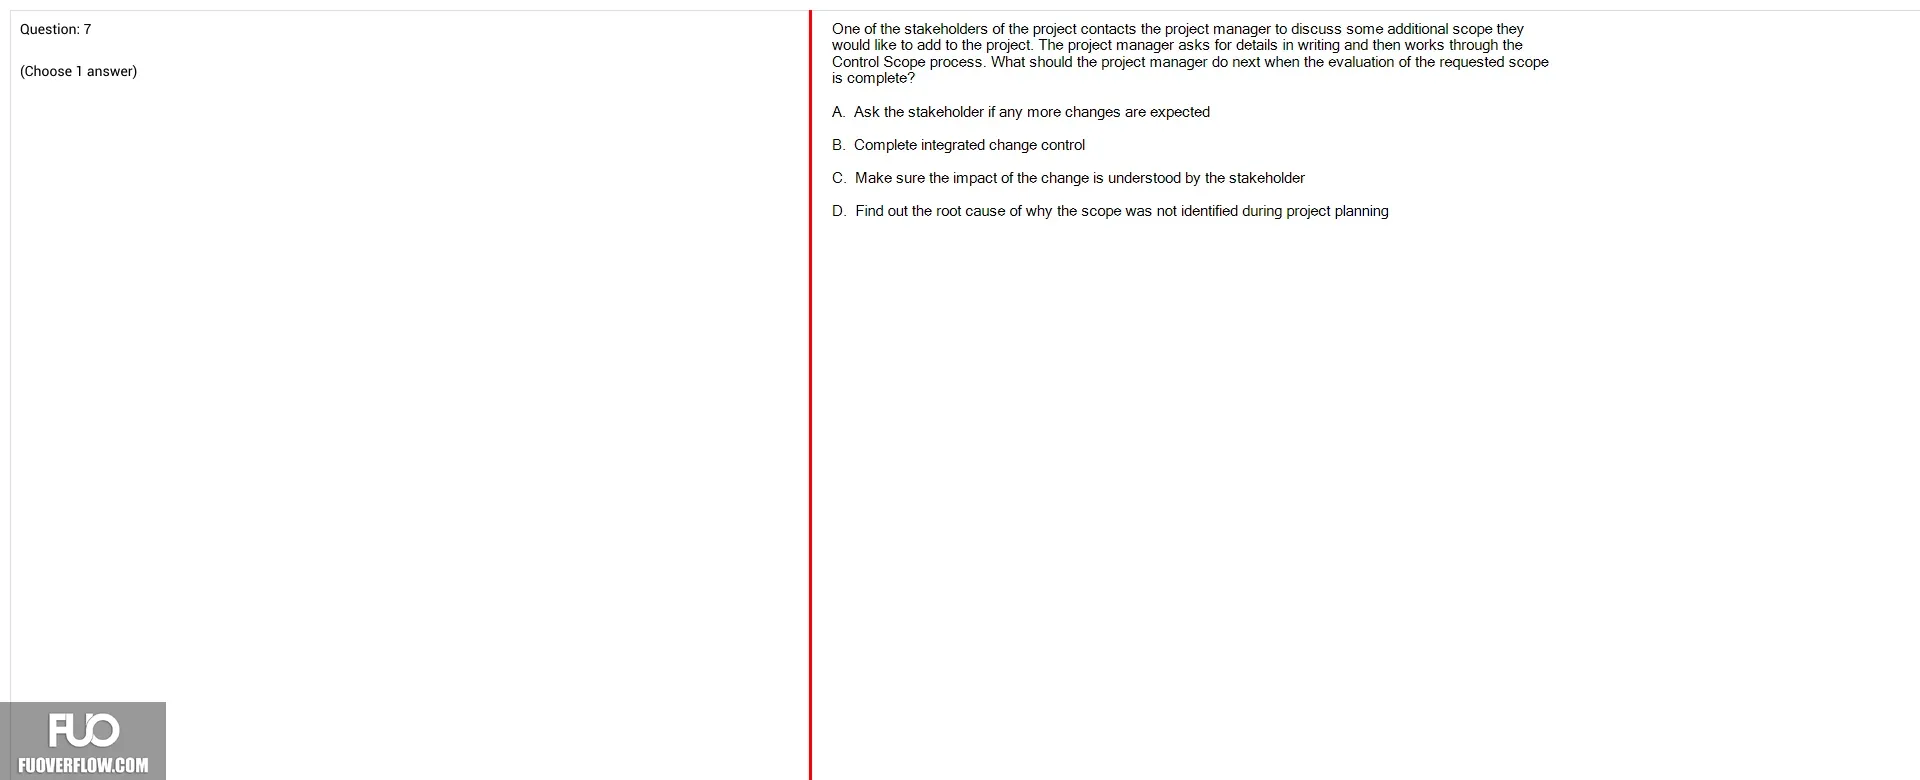 Question: 7
(Choose 1 answer)
One of the stakeholders of the project contacts the project manager to discuss some additional scope they
would like to add to the project. The project manager asks for details in writing and then works through the
Control Scope process. What should the project manager do next when the evaluation of the requested scope
is complete?
A. Ask the stakeholder if any more changes are expected
B. Complete integrated change control
C. Make sure the impact of the change is understood by the stakeholder
D. Find out the root cause of why the scope was not identified during project planning
FUO
FUOVERFLOW.COM